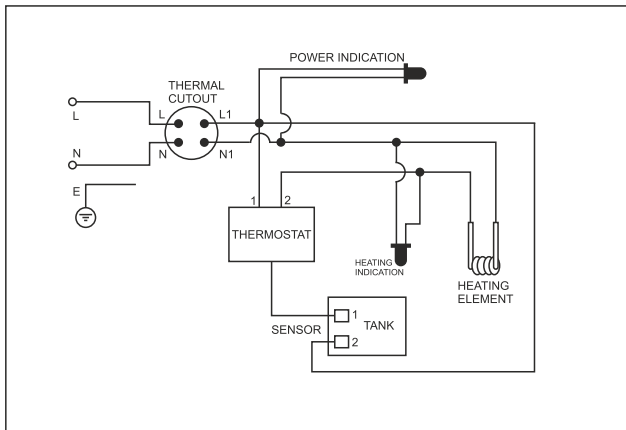 POWER INDICATION
THERMAL
CUTOUT
L
L
L1
N
N
N1
E
1
2
THERMOSTAT
HEATING
INDICATION
HEATING
ELEMENT
SENSOR
1
TANK
2